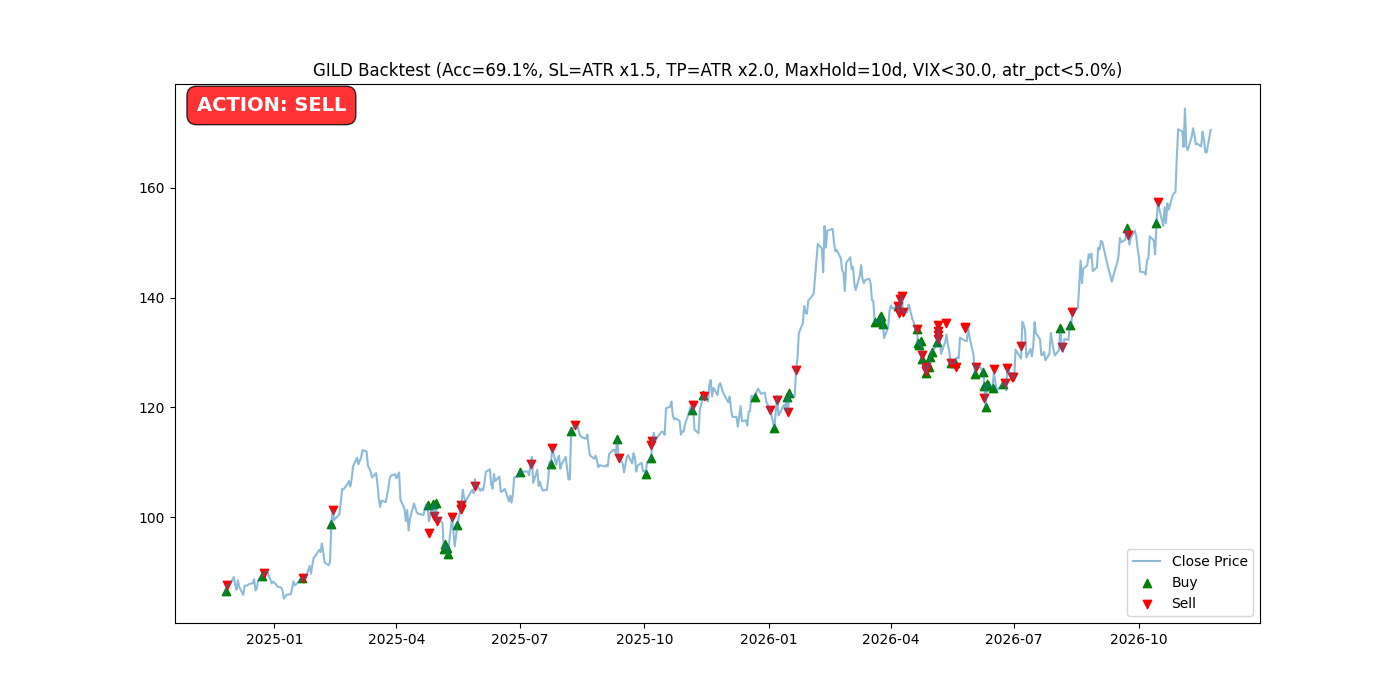 GILD Backtest (Acc=69.1%, SL=ATR x1.5, TP=ATR x2.0, MaxHold=10d, VIX<30.0, atr_pct<5.0%)
ACTION: SELL
160
140
120
100
2025-01 2025-04 2025-07 2025-10 2026-01 2026-04 2026-07 2026-10
Close Price
Buy
Sell